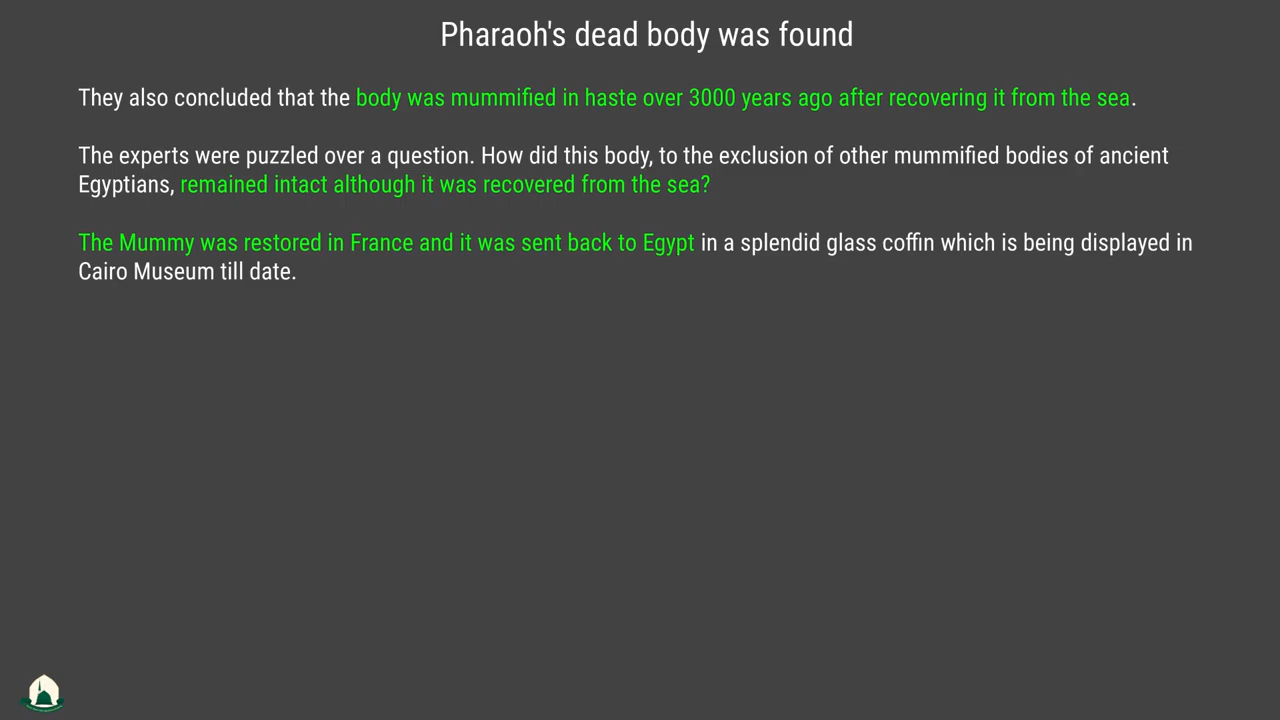 Pharaoh's dead body was found
They also concluded that the body was mummified in haste over 3000 years ago after recovering it from the sea.
The experts were puzzled over a question. How did this body, to the exclusion of other mummified bodies of ancient
Egyptians, remained intact although it was recovered from the sea?
The Mummy was restored in France and it was sent back to Egypt in a splendid glass coffin which is being displayed in
Cairo Museum till date.